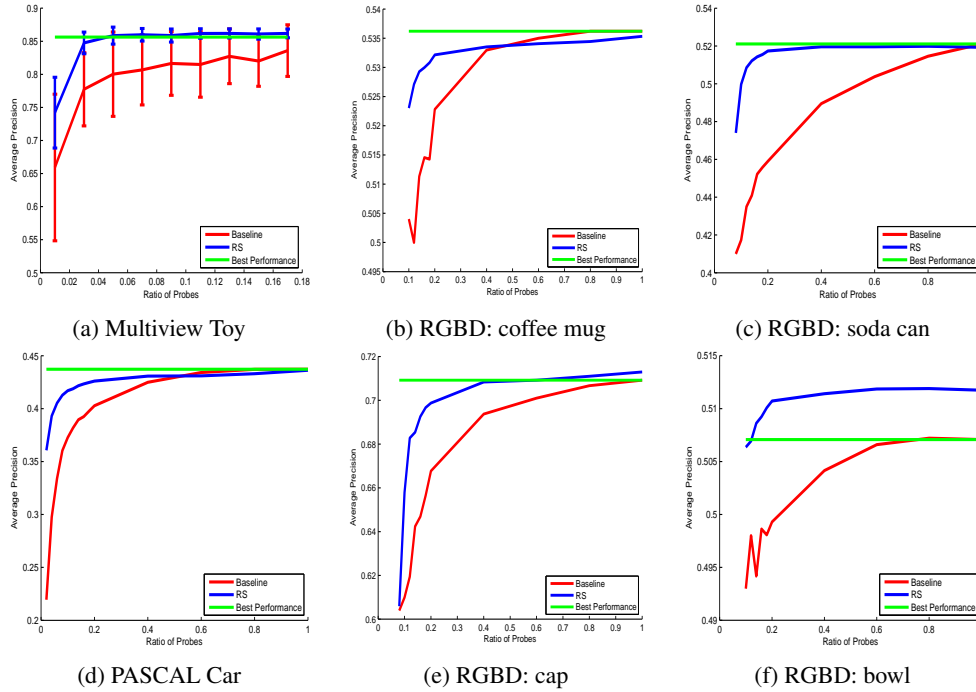 0.9
0.85
0.8
0.75
0.7
0.65
0.6
0.55
0.5
Average Precision
0 0.02 0.04 0.06 0.08 0.1 0.12 0.14 0.16 0.18
Ratio of Probes
Baseline
RS
Best Performance
(a) Multiview Toy
0.54
0.535
0.53
0.525
0.52
0.515
0.51
0.505
0.5
0.495
Average Precision
0 0.1 0.2 0.3 0.4 0.5 0.6 0.7 0.8 0.9 1
Ratio of Probes
Baseline
RS
Best Performance
(b) RGBD: coffee mug
0.54
0.52
0.5
0.48
0.46
0.44
0.42
0.4
Average Precision
0 0.2 0.4 0.6 0.8
Ratio of Probes
Baseline
RS
Best Performance
(c) RGBD: soda can
0.45
0.4
0.35
0.3
0.25
0.2
Average Precision
0 0.2 0.4 0.6 0.8 1
Ratio of Probes
Baseline
RS
Best Performance
(d) PASCAL Car
0.72
0.7
0.68
0.66
0.64
0.62
0.6
Average Precision
0 0.1 0.2 0.3 0.4 0.5 0.6 0.7 0.8 0.9 1
Ratio of Probes
Baseline
RS
Best Performance
(e) RGBD: cap
0.515
0.51
0.505
0.5
0.495
0.49
Average Precision
0 0.2 0.4 0.6 0.8
Ratio of Probes
Baseline
RS
Best Performance
(f) RGBD: bowl